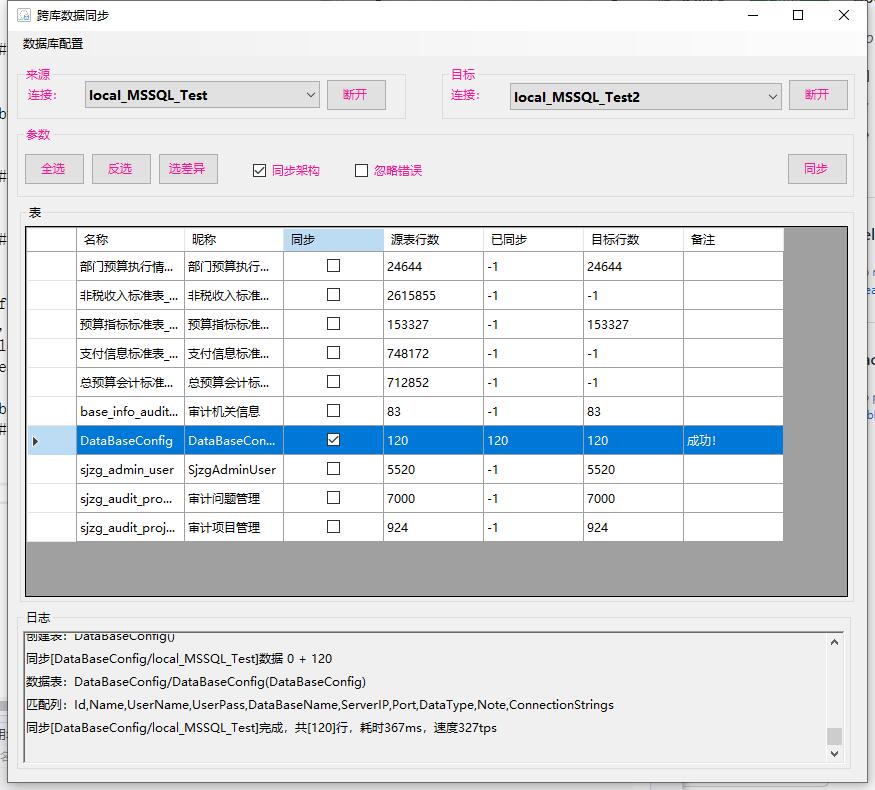 跨库数据同步
数据库配置
来源
连接： local_MSSQL_Test 断开
目标
连接： local_MSSQL_Test2 断开
参数
全选 反选 选差异 同步架构 忽略错误 同步
表
名称 昵称 同步 源表行数 已同步 目标行数 备注
部门预算执行情... 部门预算执行... 24644 -1 24644
非税收入标准表_... 非税收入标准... 2615855 -1 -1
预算指标标准表_... 预算指标标准... 153327 -1 153327
支付信息标准表_... 支付信息标准... 748172 -1 -1
总预算会计标准... 总预算会计标... 712852 -1 -1
base_info_audit... 审计机关信息 83 -1 83
DataBaseConfig DataBaseCon... 120 120 120 成功!
sjzg_admin_user SjzgAdminUser 5520 -1 5520
sjzg_audit_pro... 审计问题管理 7000 -1 7000
sjzg_audit_proj... 审计项目管理 924 -1 924
日志
创建表：DataBaseConfig()
同步[DataBaseConfig/local_MSSQL_Test]数据 0 + 120
数据表：DataBaseConfig/DataBaseConfig(DataBaseConfig)
匹配列：Id,Name,UserName,UserPass,DataBaseName,ServerIP,Port,DataType,Note,ConnectionStrings
同步[DataBaseConfig/local_MSSQL_Test]完成，共[120]行，耗时367ms，速度327tps